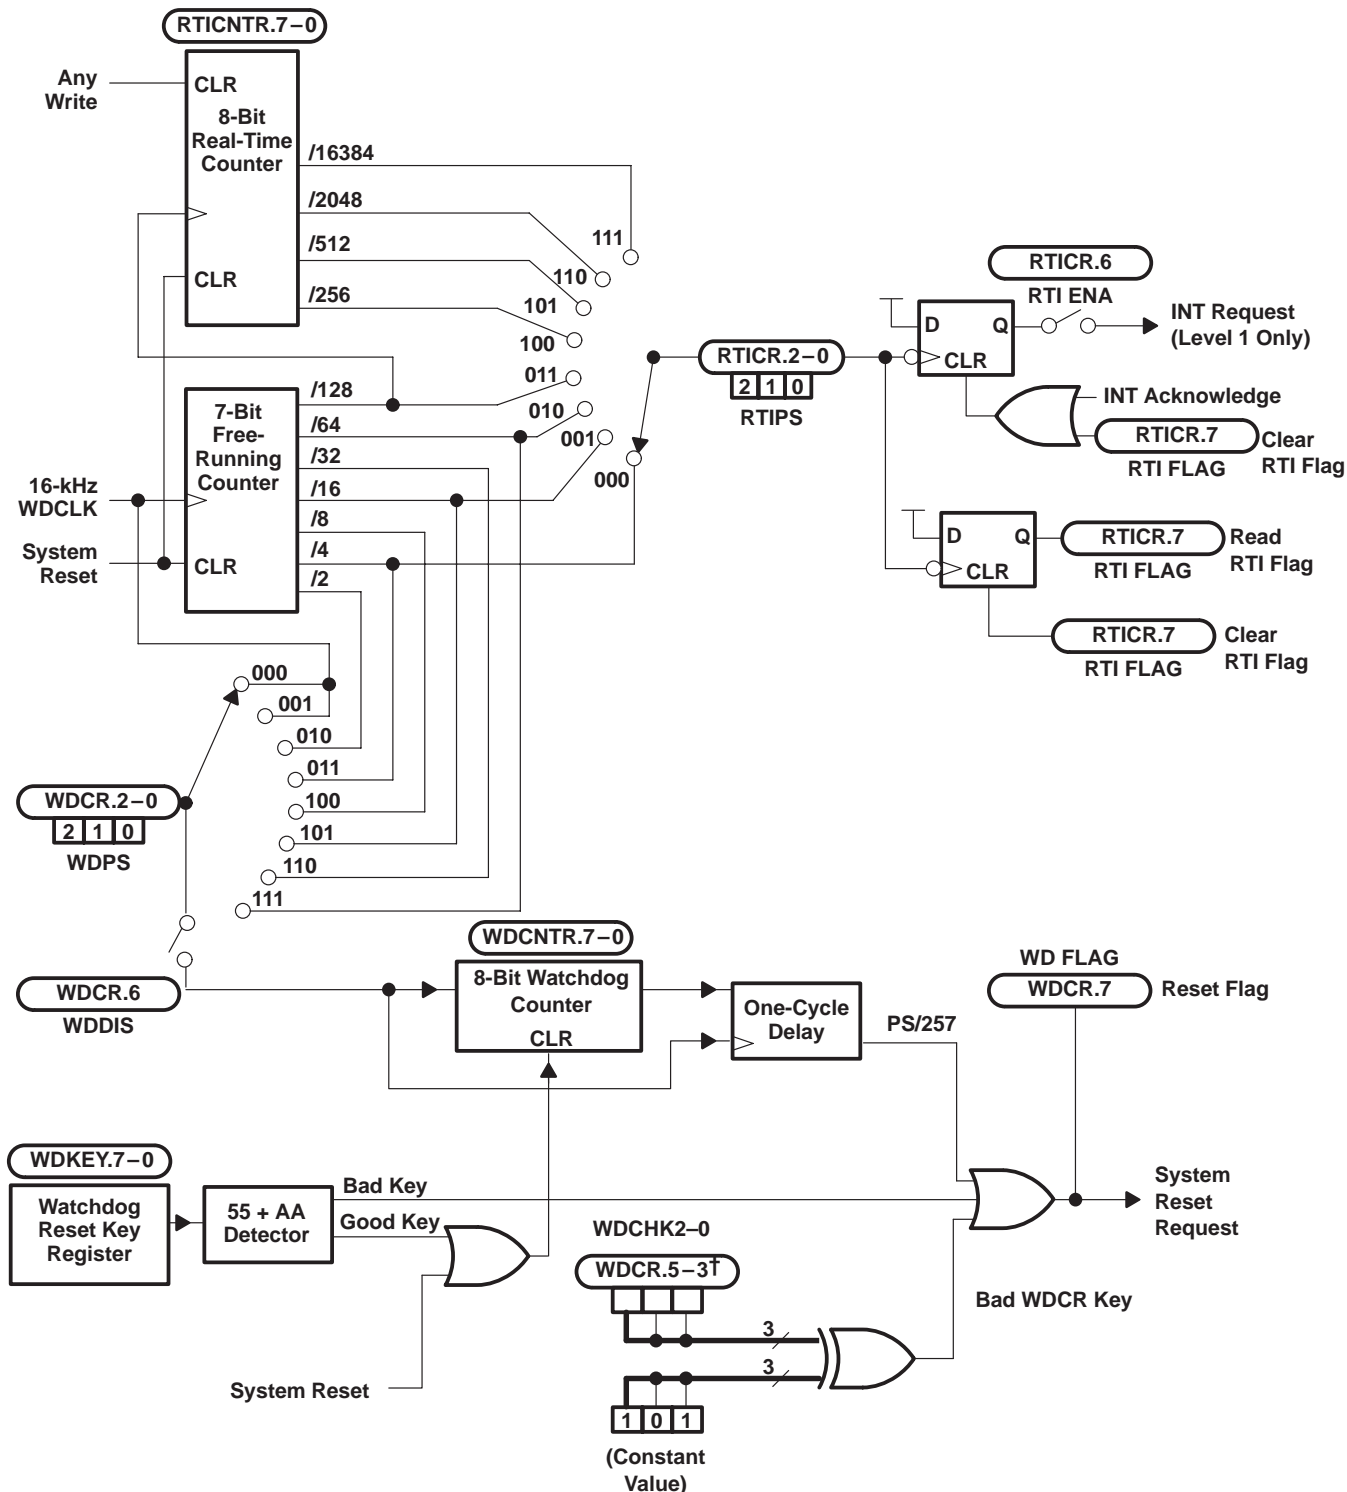 RTICNTR.7–0
Any
Write
CLR
8-Bit
Real-Time
Counter
CLR
/16384
/2048
/512
/256
111
110
101
100
011
010
001
000
7-Bit
Free-
Running
Counter
CLR
/128
/64
/32
/16
/8
/4
/2
16-kHz
WDCLK
System
Reset
RTICR.2–0
2 1 0
RTIPS
RTICR.6
RTI ENA
D Q
CLR
INT Request
(Level 1 Only)
INT Acknowledge
RTICR.7
RTI FLAG
Clear
RTI Flag
D Q
CLR
RTICR.7
RTI FLAG
Read
RTI Flag
RTICR.7
RTI FLAG
Clear
RTI Flag
000
001
010
011
100
101
110
111
WDCR.2–0
2 1 0
WDPS
WDCR.6
WDDIS
WDCNTR.7–0
8-Bit Watchdog
Counter
CLR
One-Cycle
Delay
PS/257
WD FLAG
WDCR.7
Reset Flag
WDKEY.7–0
Watchdog
Reset Key
Register
55 + AA
Detector
Bad Key
Good Key
System Reset
WDCHK2–0
WDCR.5–3†
3
3
1 0 1
(Constant
Value)
Bad WDCR Key
System
Reset
Request